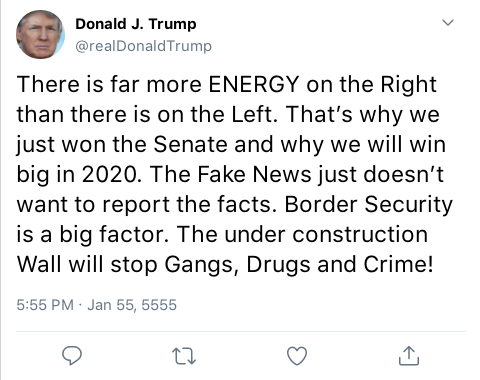 Donald J. Trump
@realDonaldTrump
There is far more ENERGY on the Right
than there is on the Left. That’s why we
just won the Senate and why we will win
big in 2020. The Fake News just doesn’t
want to report the facts. Border Security
is a big factor. The under construction
Wall will stop Gangs, Drugs and Crime!
5:55 PM · Jan 55, 5555